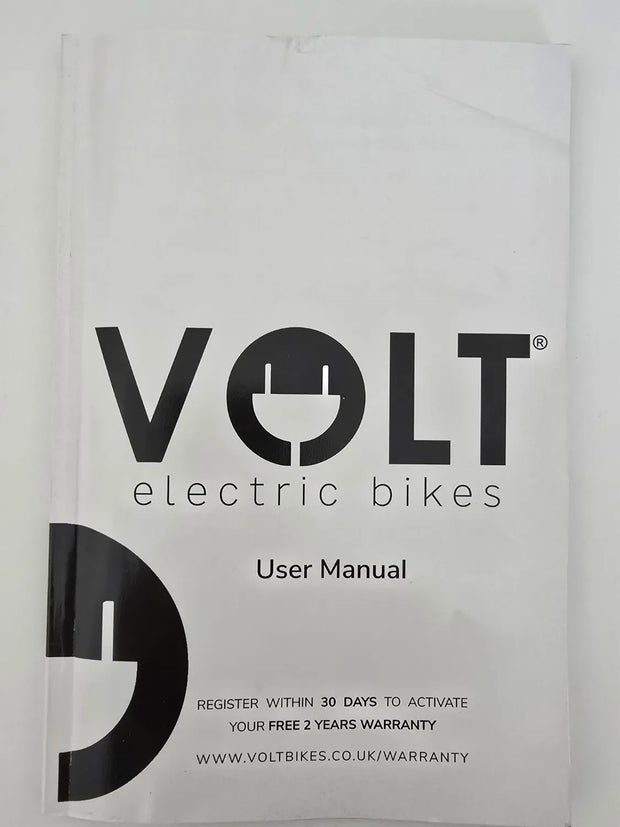 VOLT®
electric bikes
User Manual
REGISTER WITHIN 30 DAYS TO ACTIVATE
YOUR FREE 2 YEARS WARRANTY
WWW.VOLTBIKES.CO.UK/WARRANTY